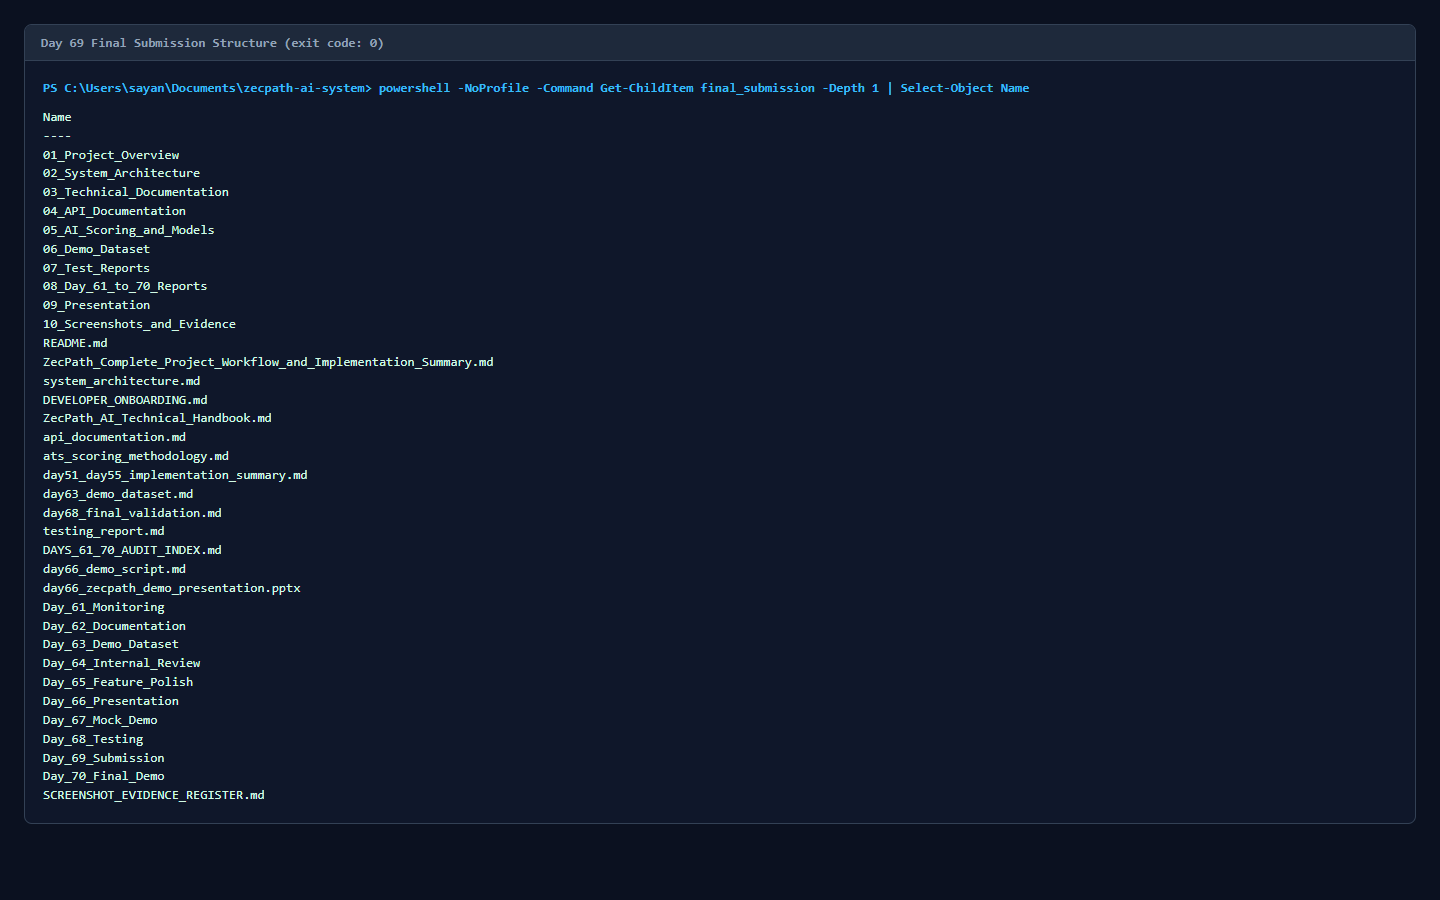 Day 69 Final Submission Structure (exit code: 0)
PS C:\Users\sayan\Documents\zecpath-ai-system> powershell -NoProfile -Command Get-ChildItem final_submission -Depth 1 | Select-Object Name
Name
----
01_Project_Overview
02_System_Architecture
03_Technical_Documentation
04_API_Documentation
05_AI_Scoring_and_Models
06_Demo_Dataset
07_Test_Reports
08_Day_61_to_70_Reports
09_Presentation
10_Screenshots_and_Evidence
README.md
ZecPath_Complete_Project_Workflow_and_Implementation_Summary.md
system_architecture.md
DEVELOPER_ONBOARDING.md
ZecPath_AI_Technical_Handbook.md
api_documentation.md
ats_scoring_methodology.md
day51_day55_implementation_summary.md
day63_demo_dataset.md
day68_final_validation.md
testing_report.md
DAYS_61_70_AUDIT_INDEX.md
day66_demo_script.md
day66_zecpath_demo_presentation.pptx
Day_61_Monitoring
Day_62_Documentation
Day_63_Demo_Dataset
Day_64_Internal_Review
Day_65_Feature_Polish
Day_66_Presentation
Day_67_Mock_Demo
Day_68_Testing
Day_69_Submission
Day_70_Final_Demo
SCREENSHOT_EVIDENCE_REGISTER.md